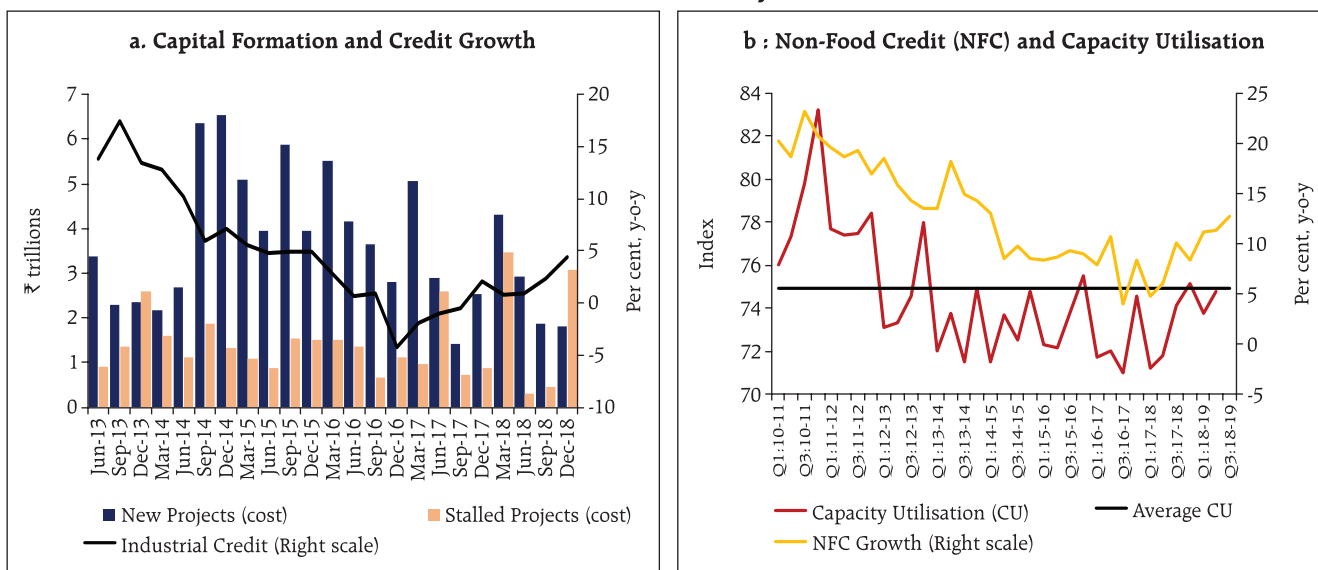 a. Capital Formation and Credit Growth
7
6
5
4
3
2
1
0
₹ trillions
20
15
10
5
0
-5
-10
Per cent, y-o-y
Jun-13
Sep-13
Dec-13
Mar-14
Jun-14
Sep-14
Dec-14
Mar-15
Jun-15
Sep-15
Dec-15
Mar-16
Jun-16
Sep-16
Dec-16
Mar-17
Jun-17
Sep-17
Dec-17
Mar-18
Jun-18
Sep-18
Dec-18
New Projects (cost)
Stalled Projects (cost)
Industrial Credit (Right scale)
b : Non-Food Credit (NFC) and Capacity Utilisation
84
82
80
78
76
74
72
70
Index
25
20
15
10
5
0
-5
Per cent, y-o-y
Q1:10-11
Q3:10-11
Q1:11-12
Q3:11-12
Q1:12-13
Q3:12-13
Q1:13-14
Q3:13-14
Q1:14-15
Q3:14-15
Q1:15-16
Q3:15-16
Q1:16-17
Q3:16-17
Q1:17-18
Q3:17-18
Q1:18-19
Q3:18-19
Capacity Utilisation (CU)
Average CU
NFC Growth (Right scale)